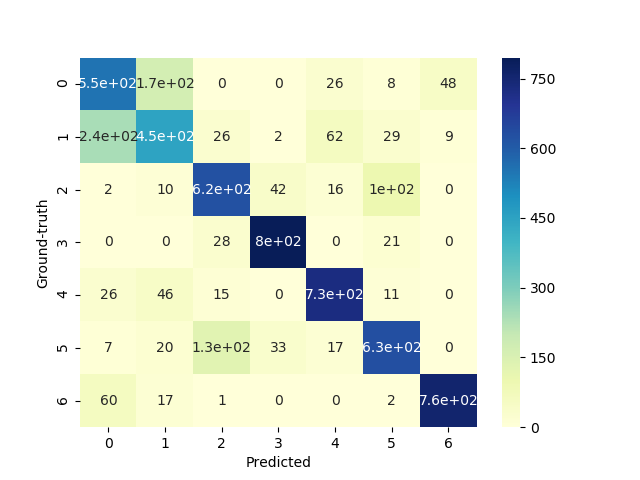 0 5.5e+02 1.7e+02 0 0 26 8 48
1 2.4e+02 4.5e+02 26 2 62 29 9
2 2 10 6.2e+02 42 16 1e+02 0
3 0 0 28 8e+02 0 21 0
4 26 46 15 0 7.3e+02 11 0
5 7 20 1.3e+02 33 17 6.3e+02 0
6 60 17 1 0 0 2 7.6e+02
0 1 2 3 4 5 6
Predicted
Ground-truth
750
600
450
300
150
0